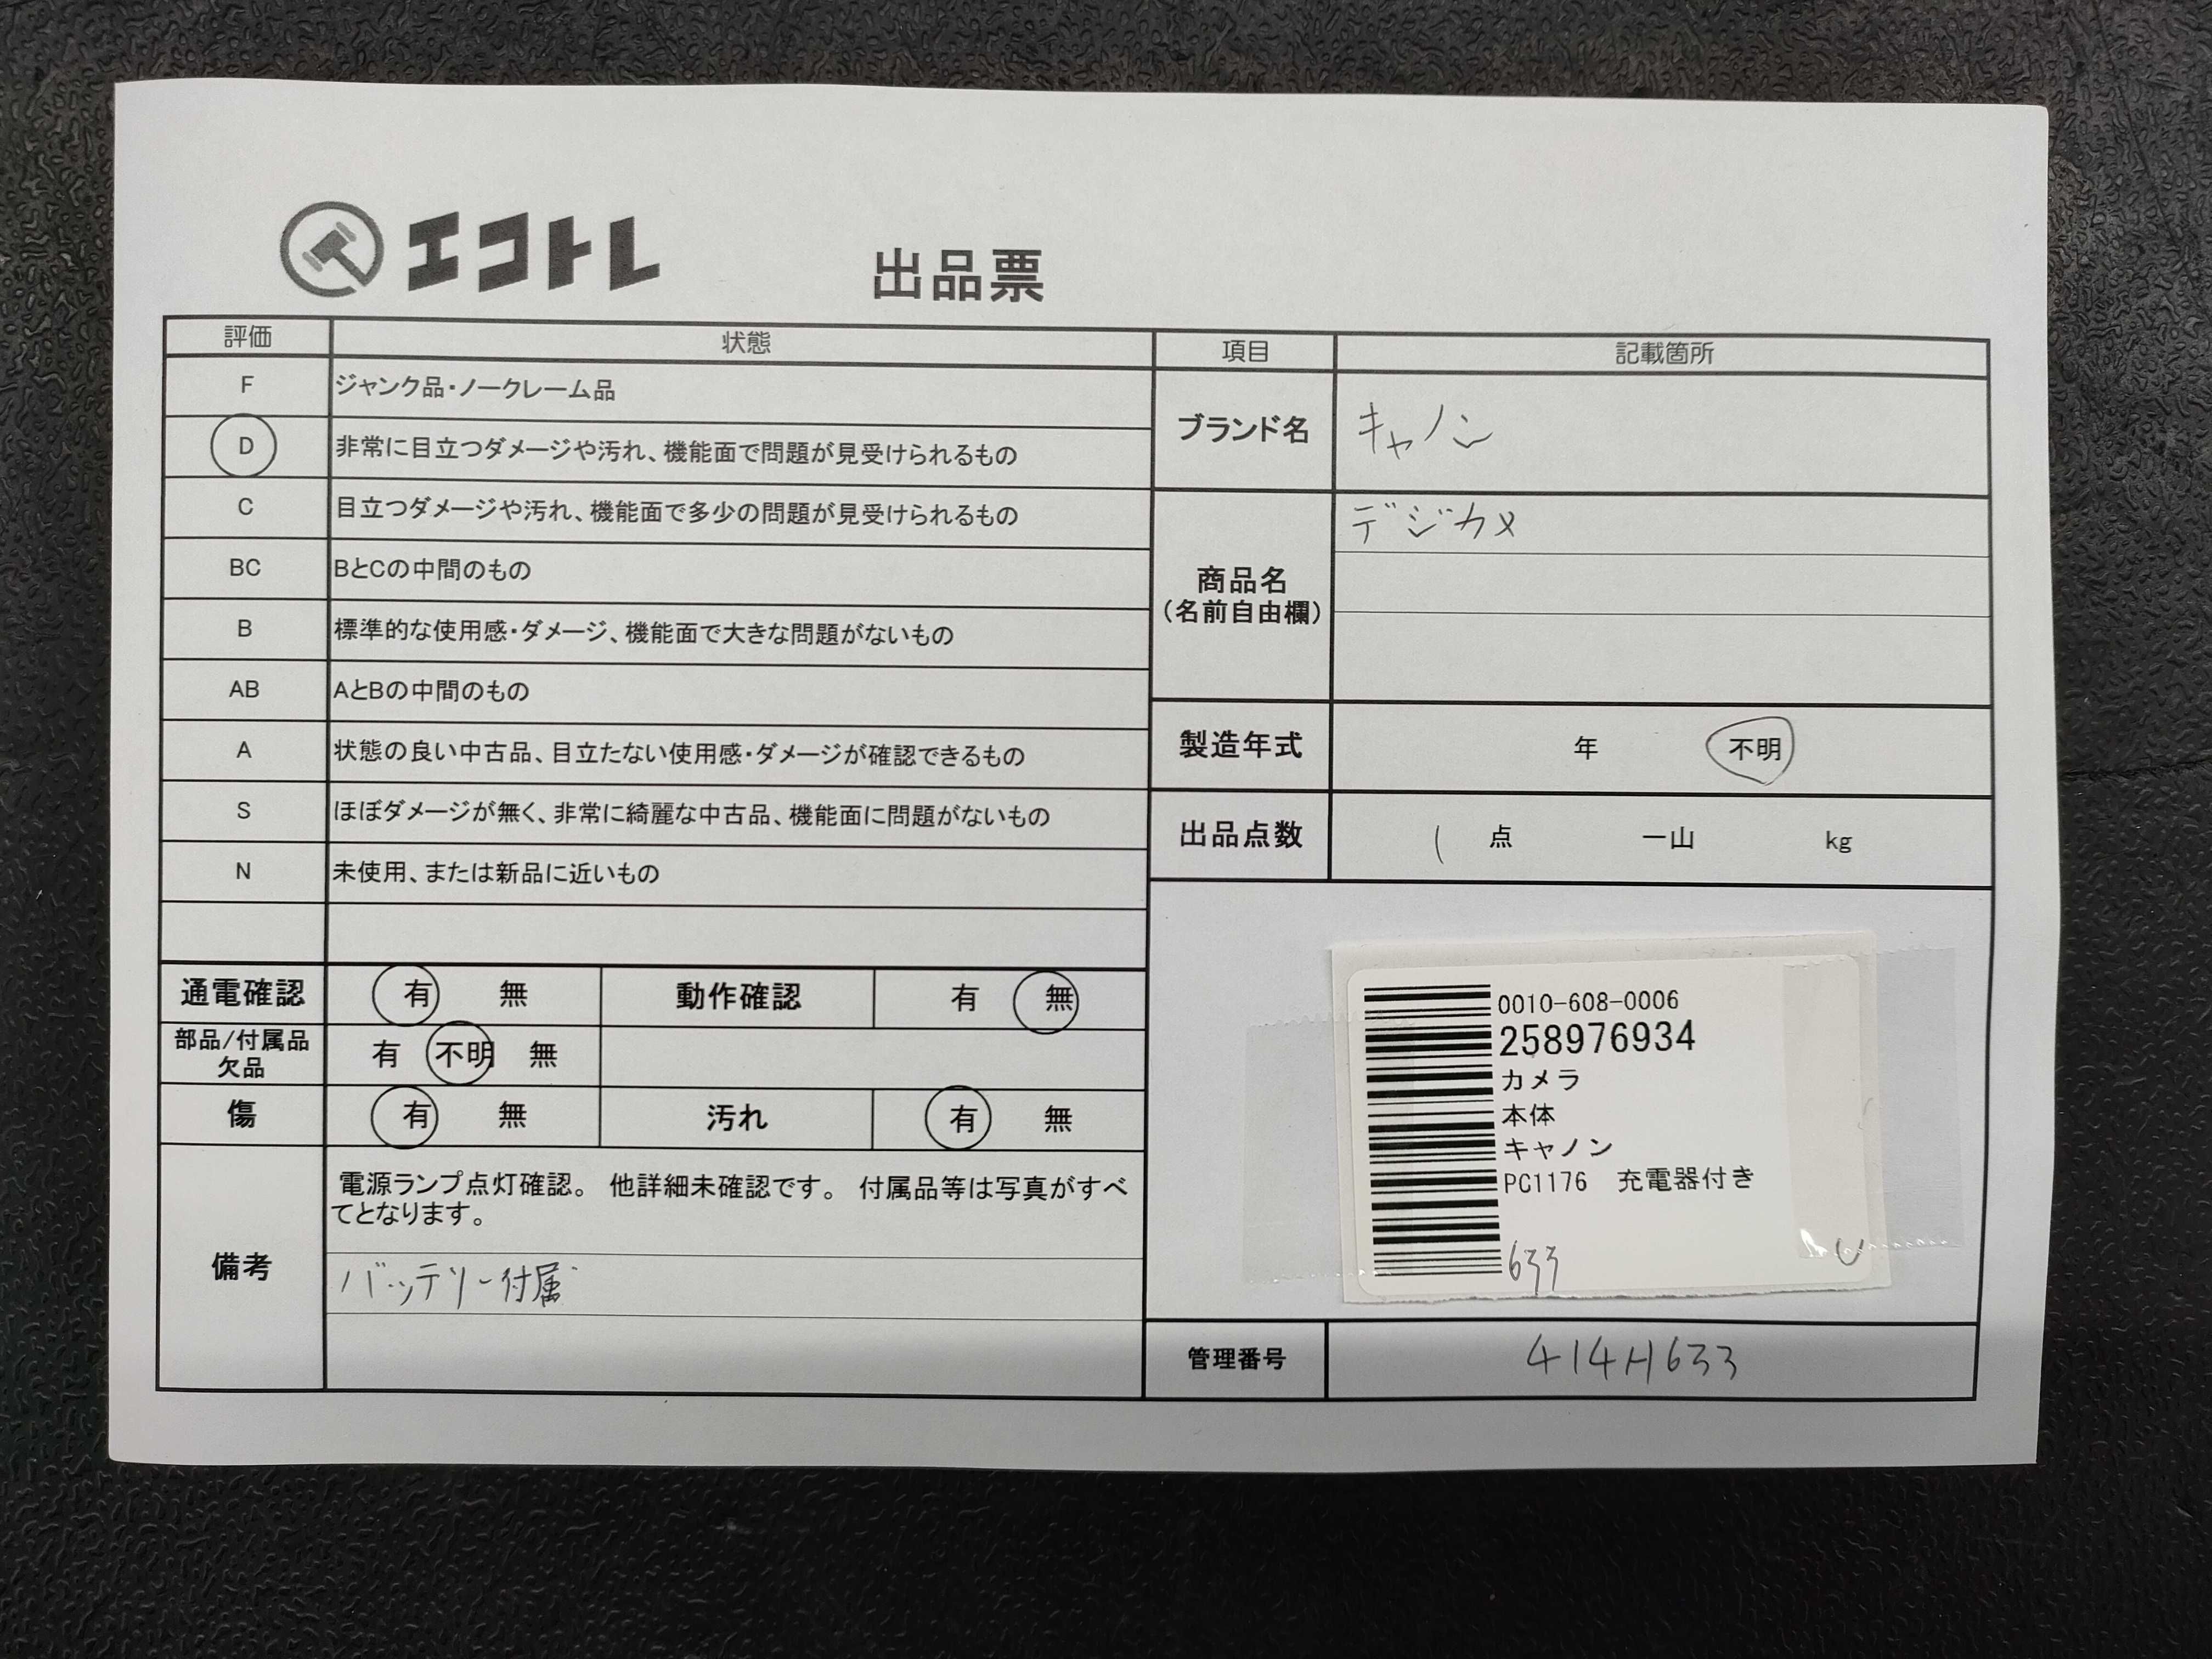 エコトレ
出品票
評価 状態
F ジャンク品・ノークレーム品
D 非常に目立つダメージや汚れ、機能面で問題が見受けられるもの
C 目立つダメージや汚れ、機能面で多少の問題が見受けられるもの
BC BとCの中間のもの
B 標準的な使用感・ダメージ、機能面で大きな問題がないもの
AB AとBの中間のもの
A 状態の良い中古品、目立たない使用感・ダメージが確認できるもの
S ほぼダメージが無く、非常に綺麗な中古品、機能面に問題がないもの
N 未使用、または新品に近いもの
通電確認 有 無 動作確認 有 無
部品/付属品
欠品 有 不明 無
傷 有 無 汚れ 有 無
備考
電源ランプ点灯確認。 他詳細未確認です。 付属品等は写真がすべ
てとなります。
バッテリー付属
項目 記載箇所
ブランド名 キャノン
商品名
(名前自由欄)
デジカメ
製造年式 年 不明
出品点数 1 点 一山 kg
0010-608-0006
258976934
カメラ
本体
キャノン
PC1176 充電器付き
633
管理番号 414H633